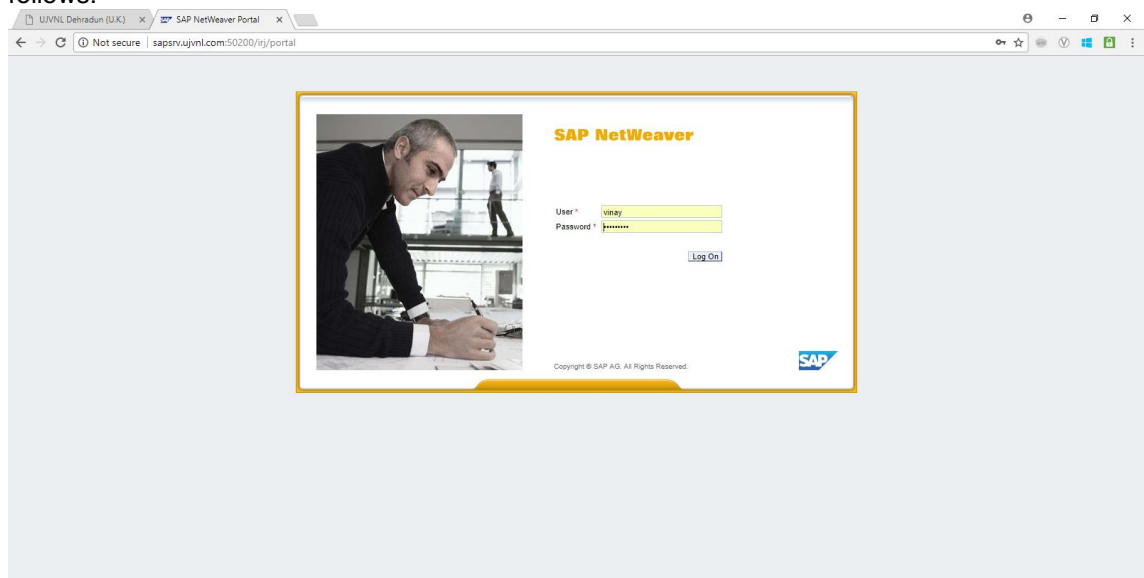 follows:
UJVNL Dehradun (U.K.) SAP NetWeaver Portal
Not secure | sapsrv.ujvnl.com:50200/irj/portal
SAP NetWeaver
User * vinay
Password * •••••••••
Log On
Copyright © SAP AG. All Rights Reserved.
SAP